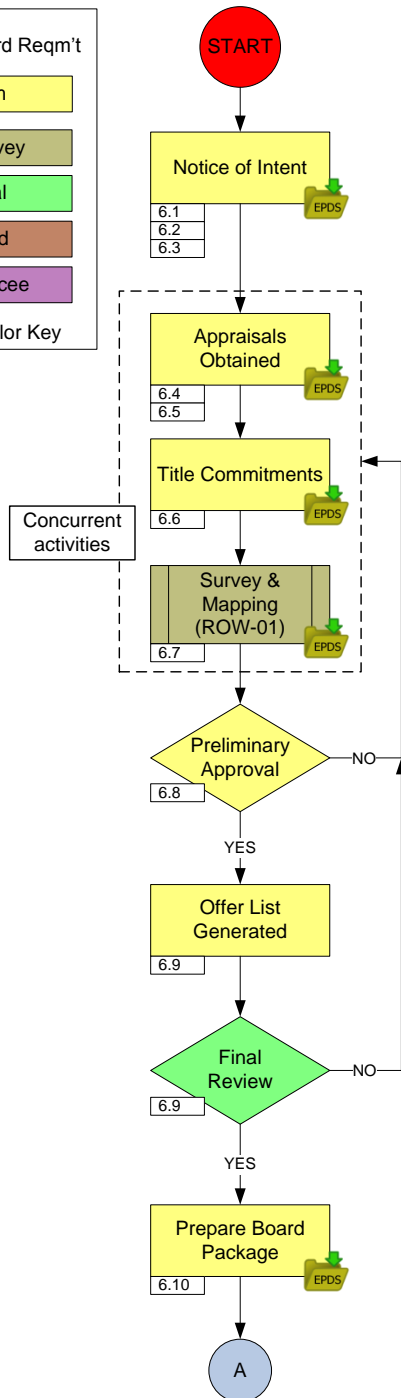 START
rd Reqm't
Notice of Intent
EPDS
6.1
6.2
6.3
lor Key
Appraisals
Obtained
EPDS
6.4
6.5
Title Commitments
EPDS
6.6
Concurrent
activities
Survey &
Mapping
(ROW-01)
EPDS
6.7
Preliminary
Approval
NO
6.8
YES
Offer List
Generated
6.9
Final
Review
NO
6.9
YES
Prepare Board
Package
EPDS
6.10
A